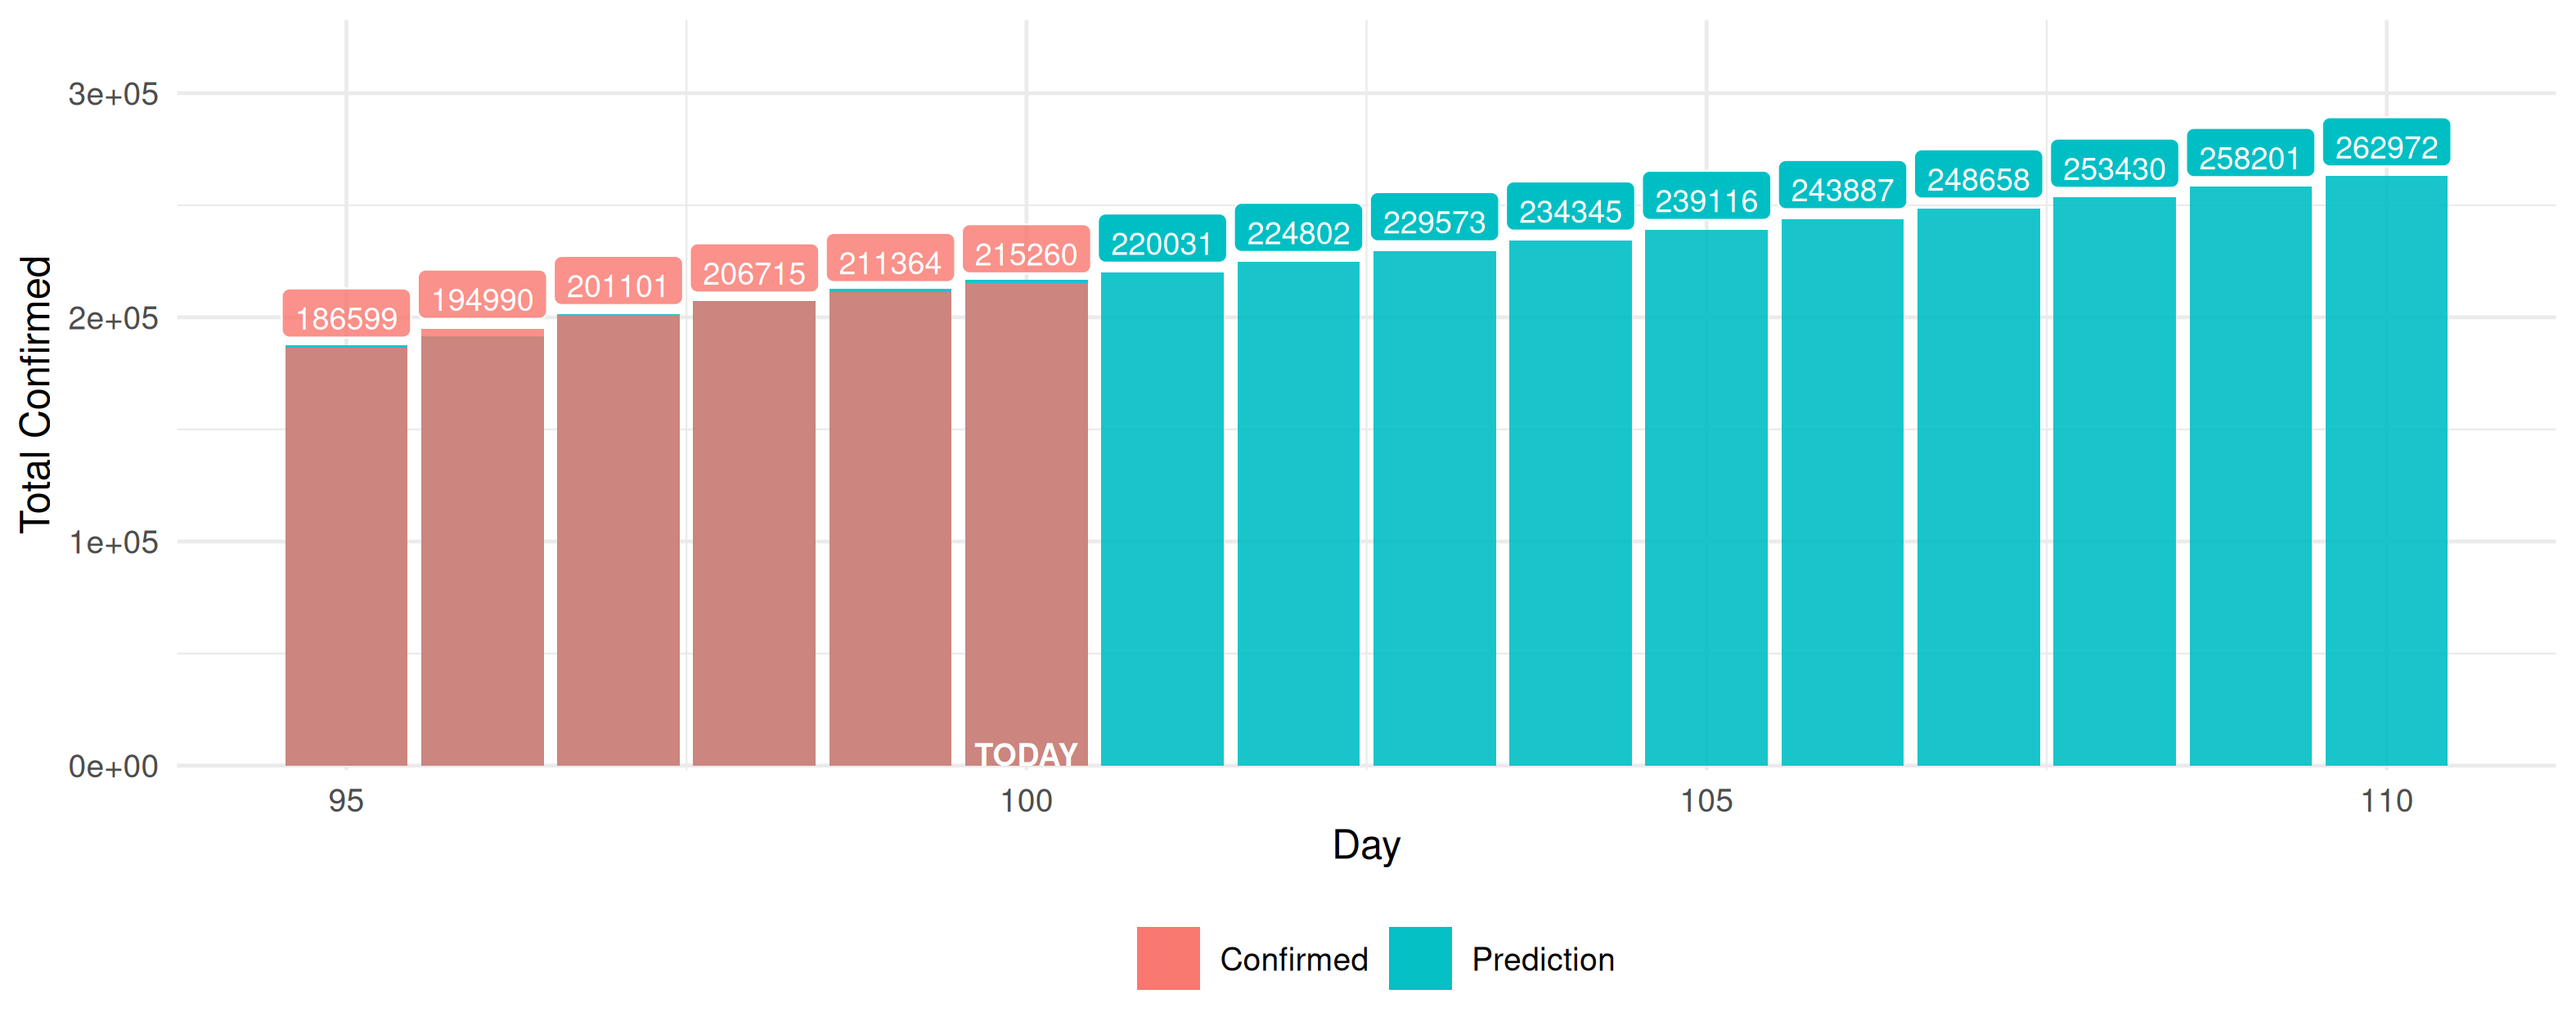 3e+05
2e+05
1e+05
0e+00
Total Confirmed
186599
194990
201101
206715
211364
215260
220031
224802
229573
234345
239116
243887
248658
253430
258201
262972
TODAY
95
100
105
110
Day
Confirmed
Prediction